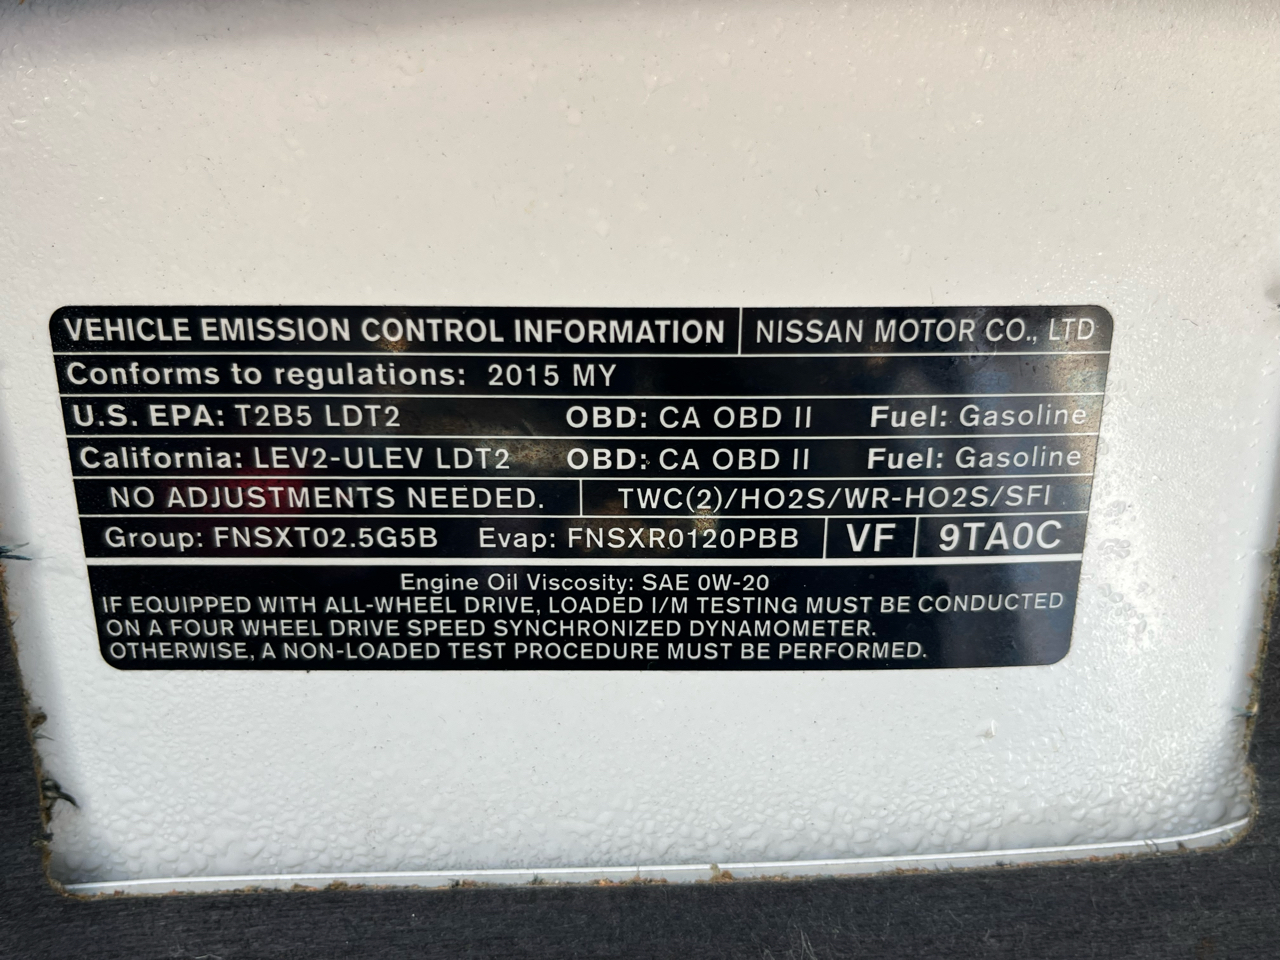 VEHICLE EMISSION CONTROL INFORMATION NISSAN MOTOR CO., LTD
Conforms to regulations: 2015 MY
U.S. EPA: T2B5 LDT2 OBD: CA OBD II Fuel: Gasoline
California: LEV2-ULEV LDT2 OBD: CA OBD II Fuel: Gasoline
NO ADJUSTMENTS NEEDED. TWC(2)/HO2S/WR-HO2S/SFI
Group: FNSXT02.5G5B Evap: FNSXR0120PBB VF 9TA0C
Engine Oil Viscosity: SAE 0W-20
IF EQUIPPED WITH ALL-WHEEL DRIVE, LOADED I/M TESTING MUST BE CONDUCTED
ON A FOUR WHEEL DRIVE SPEED SYNCHRONIZED DYNAMOMETER.
OTHERWISE, A NON-LOADED TEST PROCEDURE MUST BE PERFORMED.